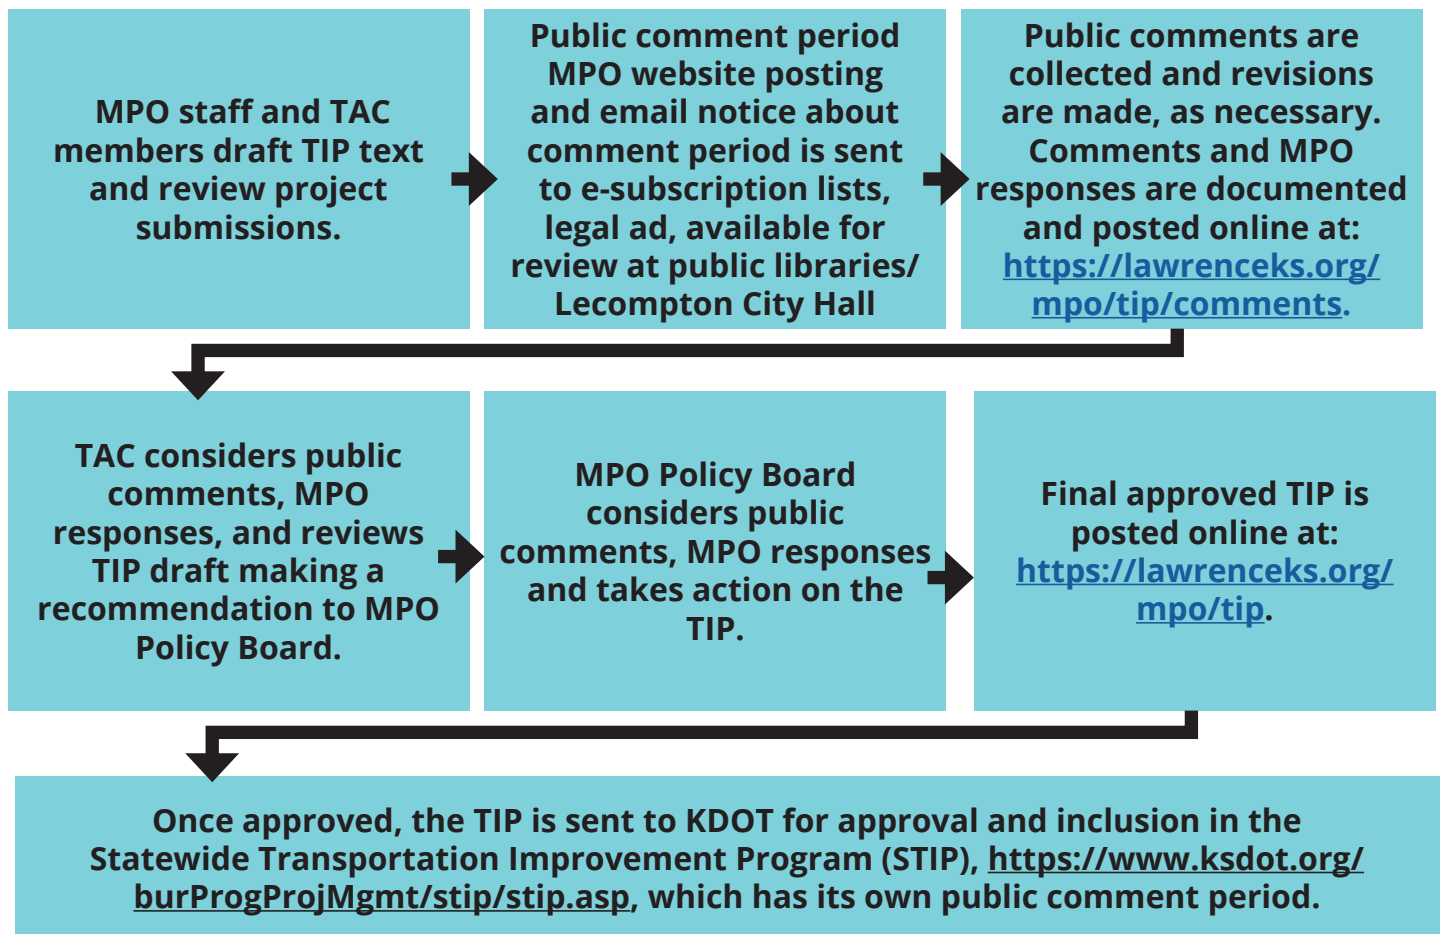 MPO staff and TAC
members draft TIP text
and review project
submissions.
Public comment period
MPO website posting
and email notice about
comment period is sent
to e-subscription lists,
legal ad, available for
review at public libraries/
Lecompton City Hall
Public comments are
collected and revisions
are made, as necessary.
Comments and MPO
responses are documented
and posted online at:
https://lawrenceks.org/
mpo/tip/comments.
TAC considers public
comments, MPO
responses, and reviews
TIP draft making a
recommendation to MPO
Policy Board.
MPO Policy Board
considers public
comments, MPO responses
and takes action on the
TIP.
Final approved TIP is
posted online at:
https://lawrenceks.org/
mpo/tip.
Once approved, the TIP is sent to KDOT for approval and inclusion in the
Statewide Transportation Improvement Program (STIP), https://www.ksdot.org/
burProgProjMgmt/stip/stip.asp, which has its own public comment period.